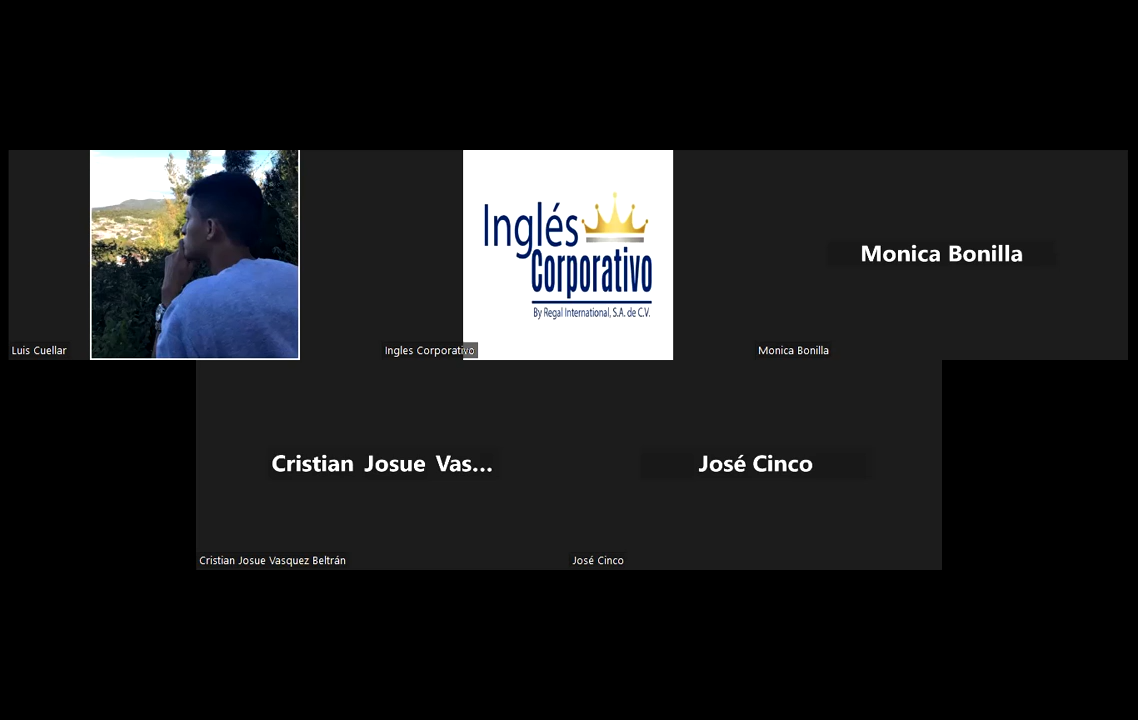 Inglés
Corporativo
By Regal International, S.A. de C.V.
Monica Bonilla
Luis Cuellar
Ingles Corporativo
Monica Bonilla
Cristian Josue Vas...
José Cinco
Cristian Josue Vasquez Beltrán
José Cinco